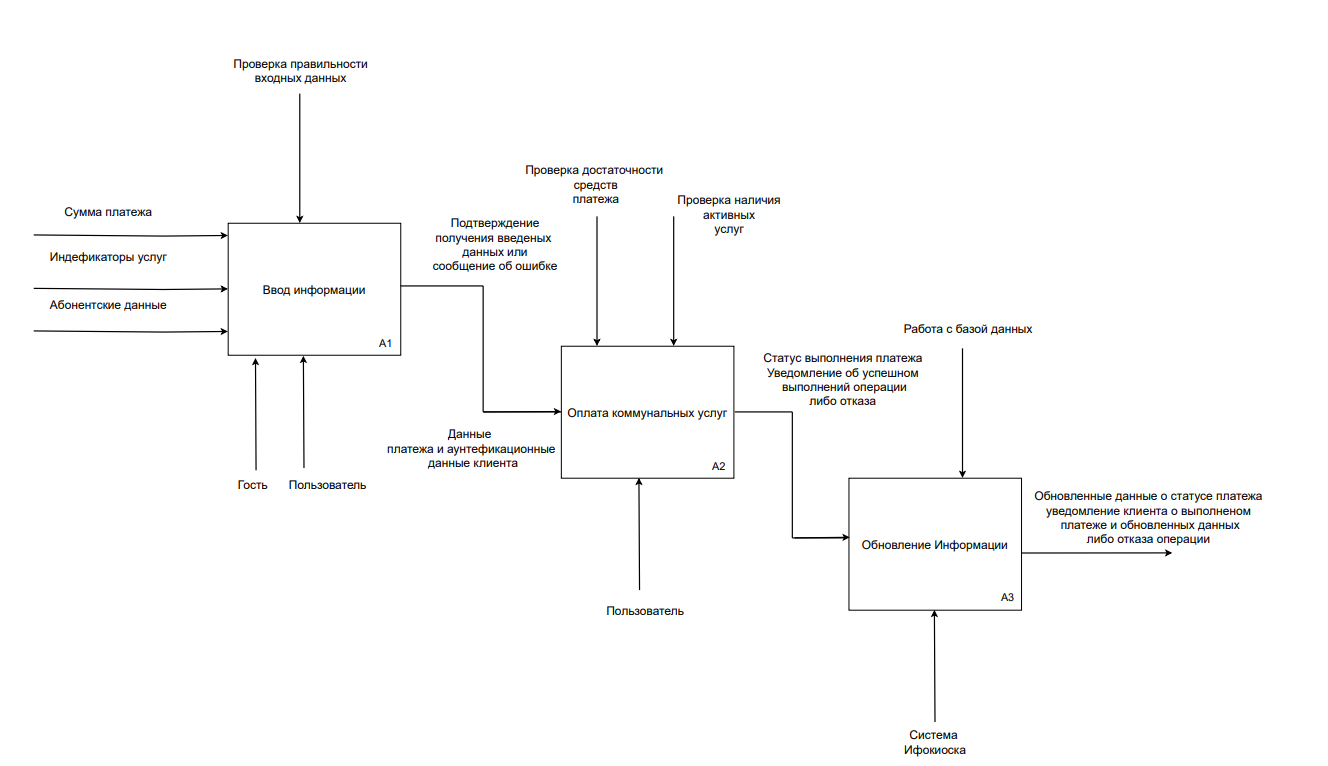 Проверка правильности
входных данных
Сумма платежа
Индефикаторы услуг
Абонентские данные
Ввод информации
A1
Гость
Пользователь
Подтверждение
получения введеных
данных или
сообщение об ошибке
Данные
платежа и аунтефикационные
данные клиента
Проверка достаточности
средств
платежа
Проверка наличия
активных
услуг
Оплата коммунальных услуг
A2
Пользователь
Статус выполнения платежа
Уведомление об успешном
выполнений операции
либо отказа
Работа с базой данных
Обновление Информации
A3
Система
Ифокиоска
Обновленные данные о статусе платежа
уведомление клиента о выполненом
платеже и обновленных данных
либо отказа операции